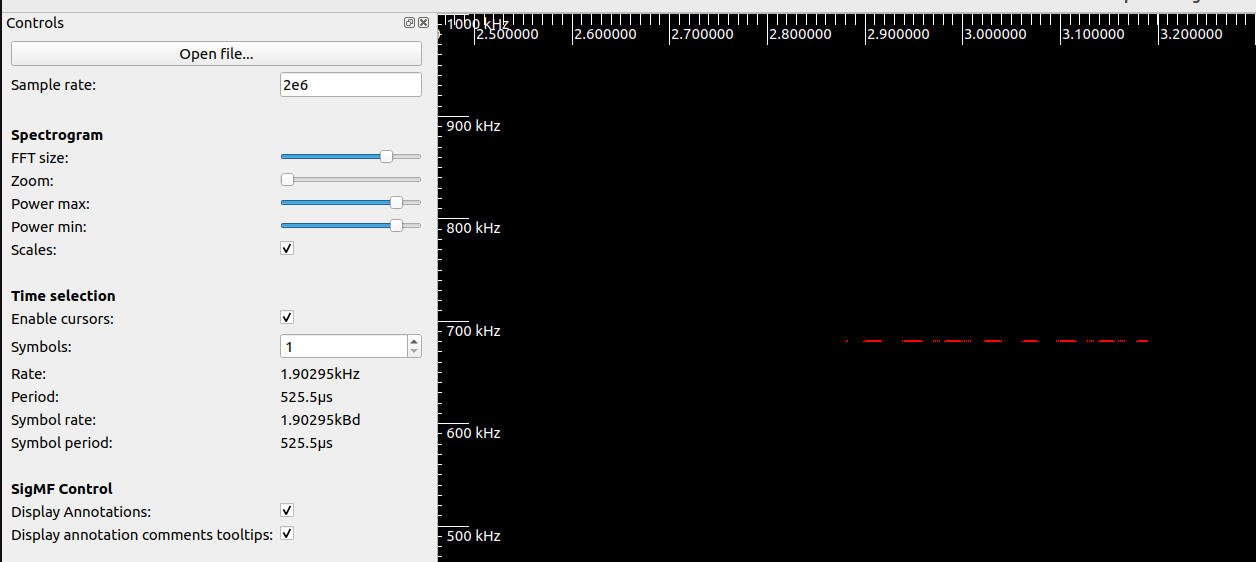 Controls
Open file...
Sample rate: 2e6
Spectrogram
FFT size:
Zoom:
Power max:
Power min:
Scales:
Time selection
Enable cursors:
Symbols: 1
Rate: 1.90295kHz
Period: 525.5µs
Symbol rate: 1.90295kBd
Symbol period: 525.5µs
SigMF Control
Display Annotations:
Display annotation comments tooltips:
1000 kHz
2.500000 2.600000 2.700000 2.800000 2.900000 3.000000 3.100000 3.200000
900 kHz
800 kHz
700 kHz
600 kHz
500 kHz